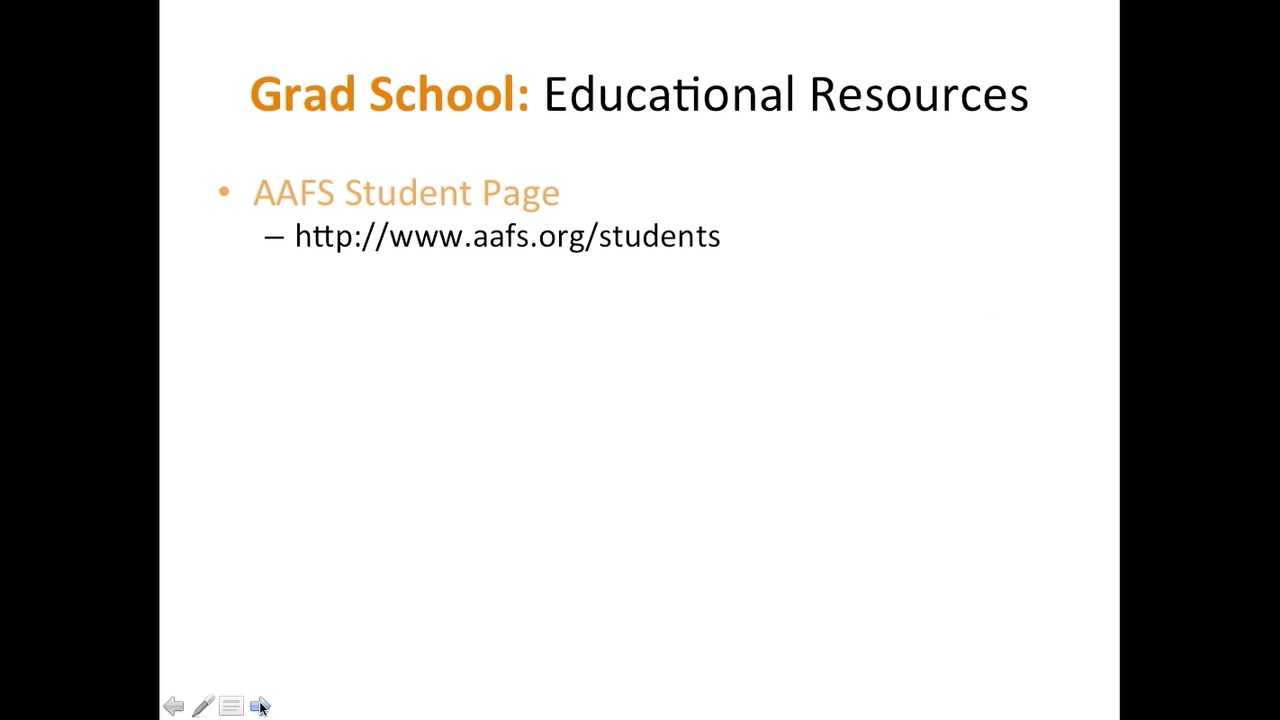 Grad School: Educational Resources
• AAFS Student Page
– http://www.aafs.org/students